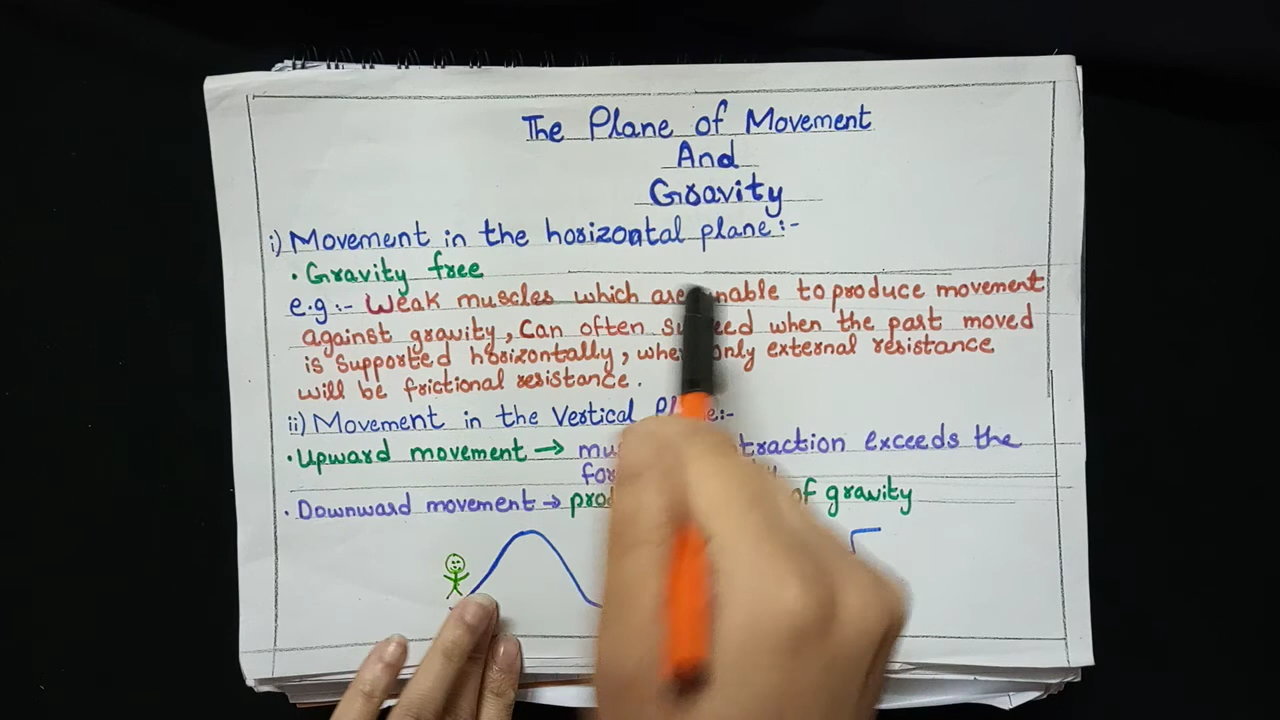 The Plane of Movement
And
Gravity
i) Movement in the horizontal plane:-
• Gravity free
e.g:- Weak muscles which are unable to produce movement
against gravity, Can often succeed when the part moved
is supported horizontally, when only external resistance
will be frictional resistance.
ii) Movement in the Vertical Plane:-
• Upward movement → exceeds the
• Downward movement → of gravity